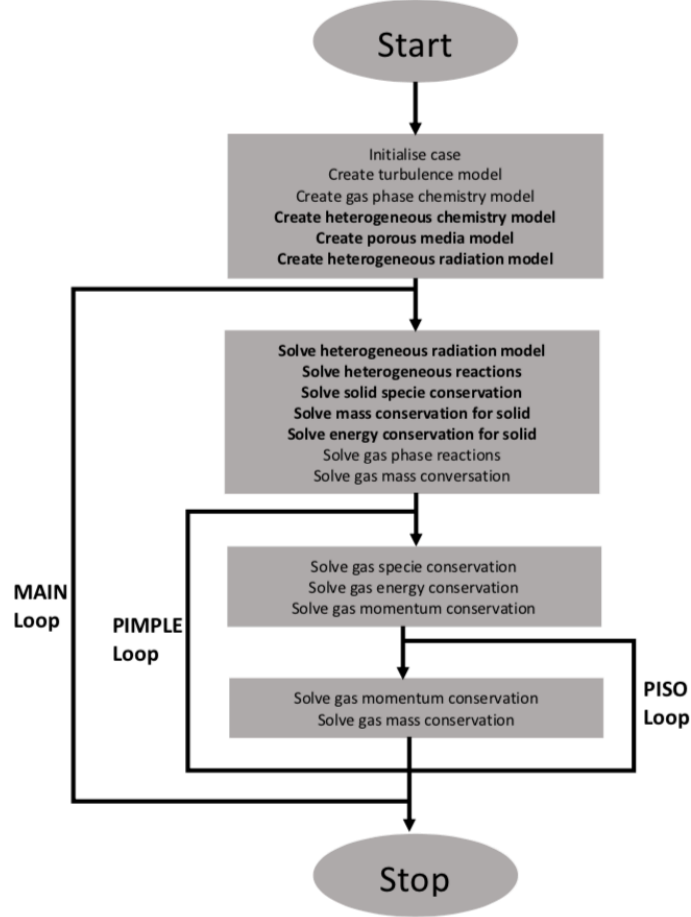 Start
Initialise case
Create turbulence model
Create gas phase chemistry model
Create heterogeneous chemistry model
Create porous media model
Create heterogeneous radiation model
Solve heterogeneous radiation model
Solve heterogeneous reactions
Solve solid specie conservation
Solve mass conservation for solid
Solve energy conservation for solid
Solve gas phase reactions
Solve gas mass conversation
Solve gas specie conservation
Solve gas energy conservation
Solve gas momentum conservation
MAIN
Loop
PIMPLE
Loop
Solve gas momentum conservation
Solve gas mass conservation
PISO
Loop
Stop